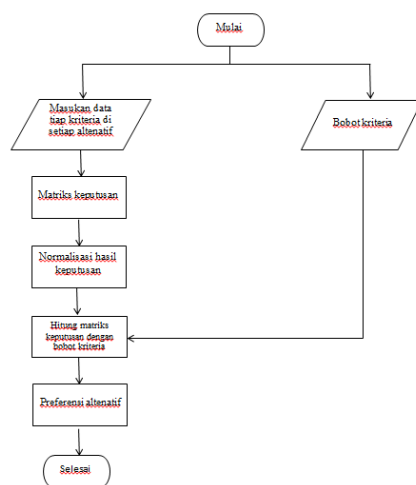 Mulai
Masukan data
tiap kriteria di
setiap altenatif
Bobot kriteria
Matriks keputusan
Normalisasi hasil
keputusan
Hitung matriks
keputusan dengan
bobot kriteria
Preferensi altenatif
Selesai